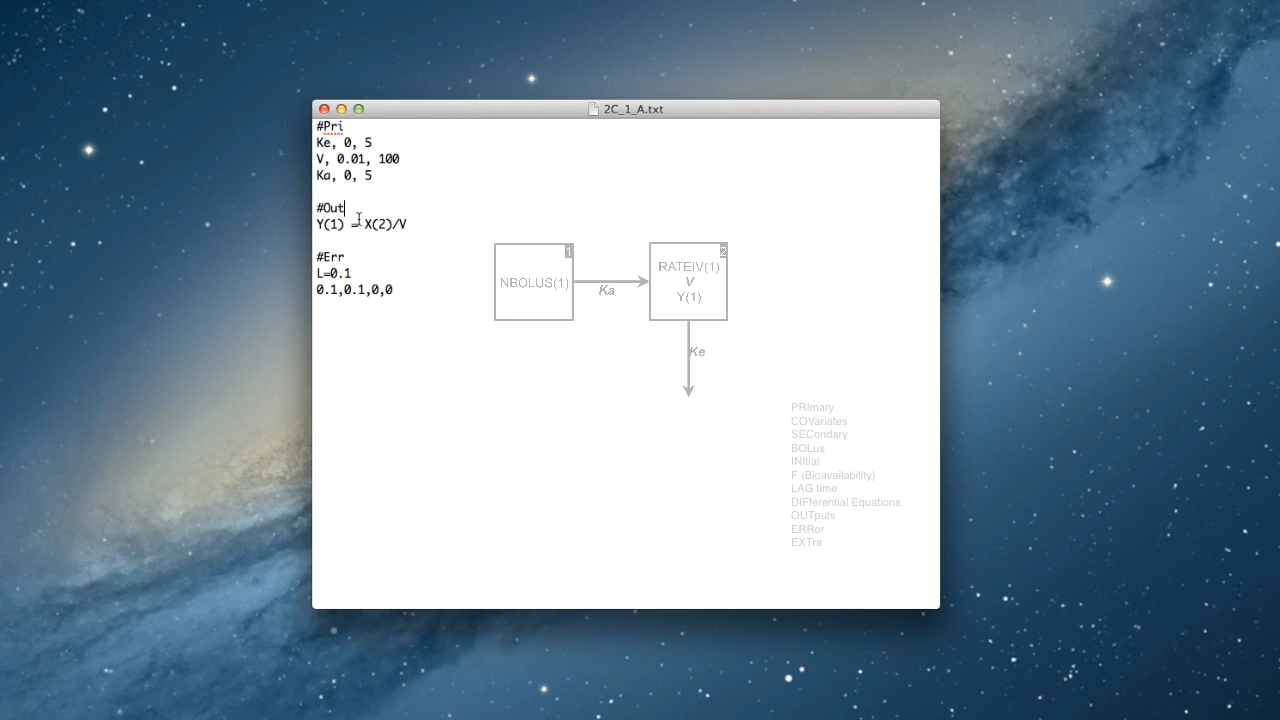 2C_1_A.txt
#Pri
Ke, 0, 5
V, 0.01, 100
Ka, 0, 5
#Out
Y(1) = X(2)/V
#Err
L=0.1
0.1,0.1,0,0
1
NBOLUS(1)
Ka
2
RATEIV(1)
V
Y(1)
Ke
PRImary
COVariates
SECondary
BOLus
INItial
F (Bioavailability)
LAG time
DIFferential Equations
OUTputs
ERRor
EXTra